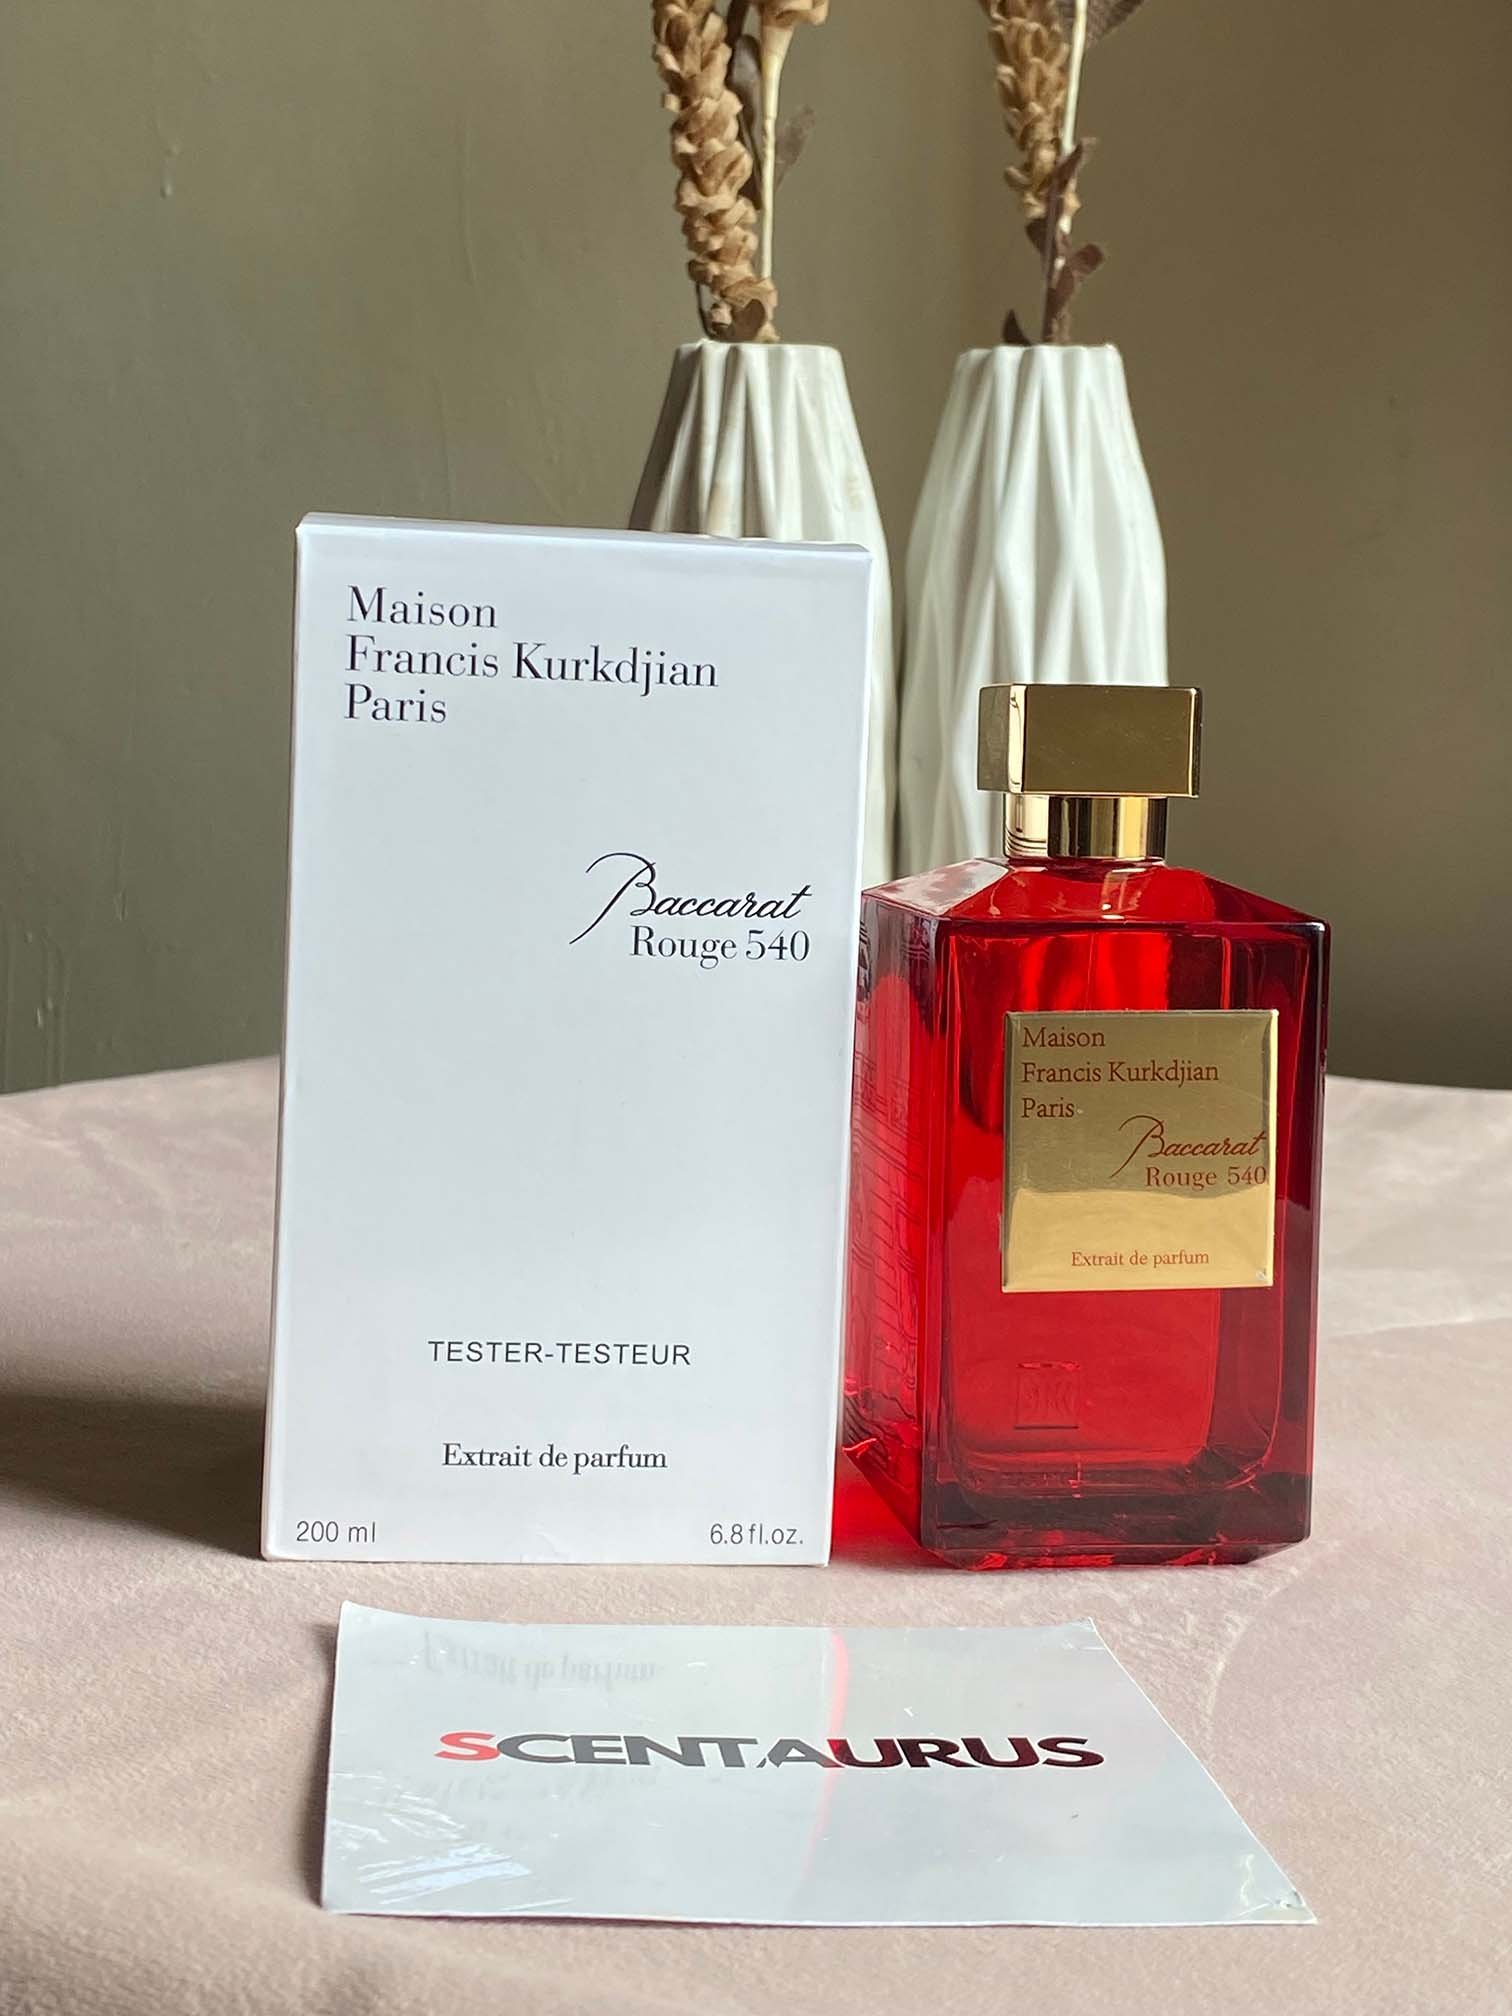 Maison
Francis Kurkdjian
Paris
Baccarat
Rouge 540
TESTER-TESTEUR
Extrait de parfum
200 ml 6.8 fl.oz.
Maison
Francis Kurkdjian
Paris
Baccarat
Rouge 540
Extrait de parfum
SCENTAURUS